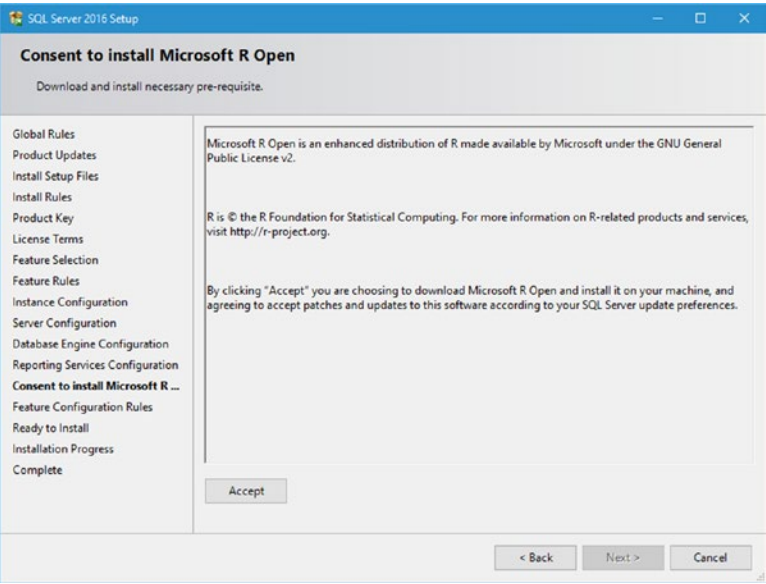 SQL Server 2016 Setup
Consent to install Microsoft R Open
Download and install necessary pre-requisite.
Global Rules
Product Updates
Install Setup Files
Install Rules
Product Key
License Terms
Feature Selection
Feature Rules
Instance Configuration
Server Configuration
Database Engine Configuration
Reporting Services Configuration
Consent to install Microsoft R ...
Feature Configuration Rules
Ready to Install
Installation Progress
Complete
Microsoft R Open is an enhanced distribution of R made available by Microsoft under the GNU General
Public License v2.
R is © the R Foundation for Statistical Computing. For more information on R-related products and services,
visit http://r-project.org.
By clicking "Accept" you are choosing to download Microsoft R Open and install it on your machine, and
agreeing to accept patches and updates to this software according to your SQL Server update preferences.
Accept
< Back
Next >
Cancel